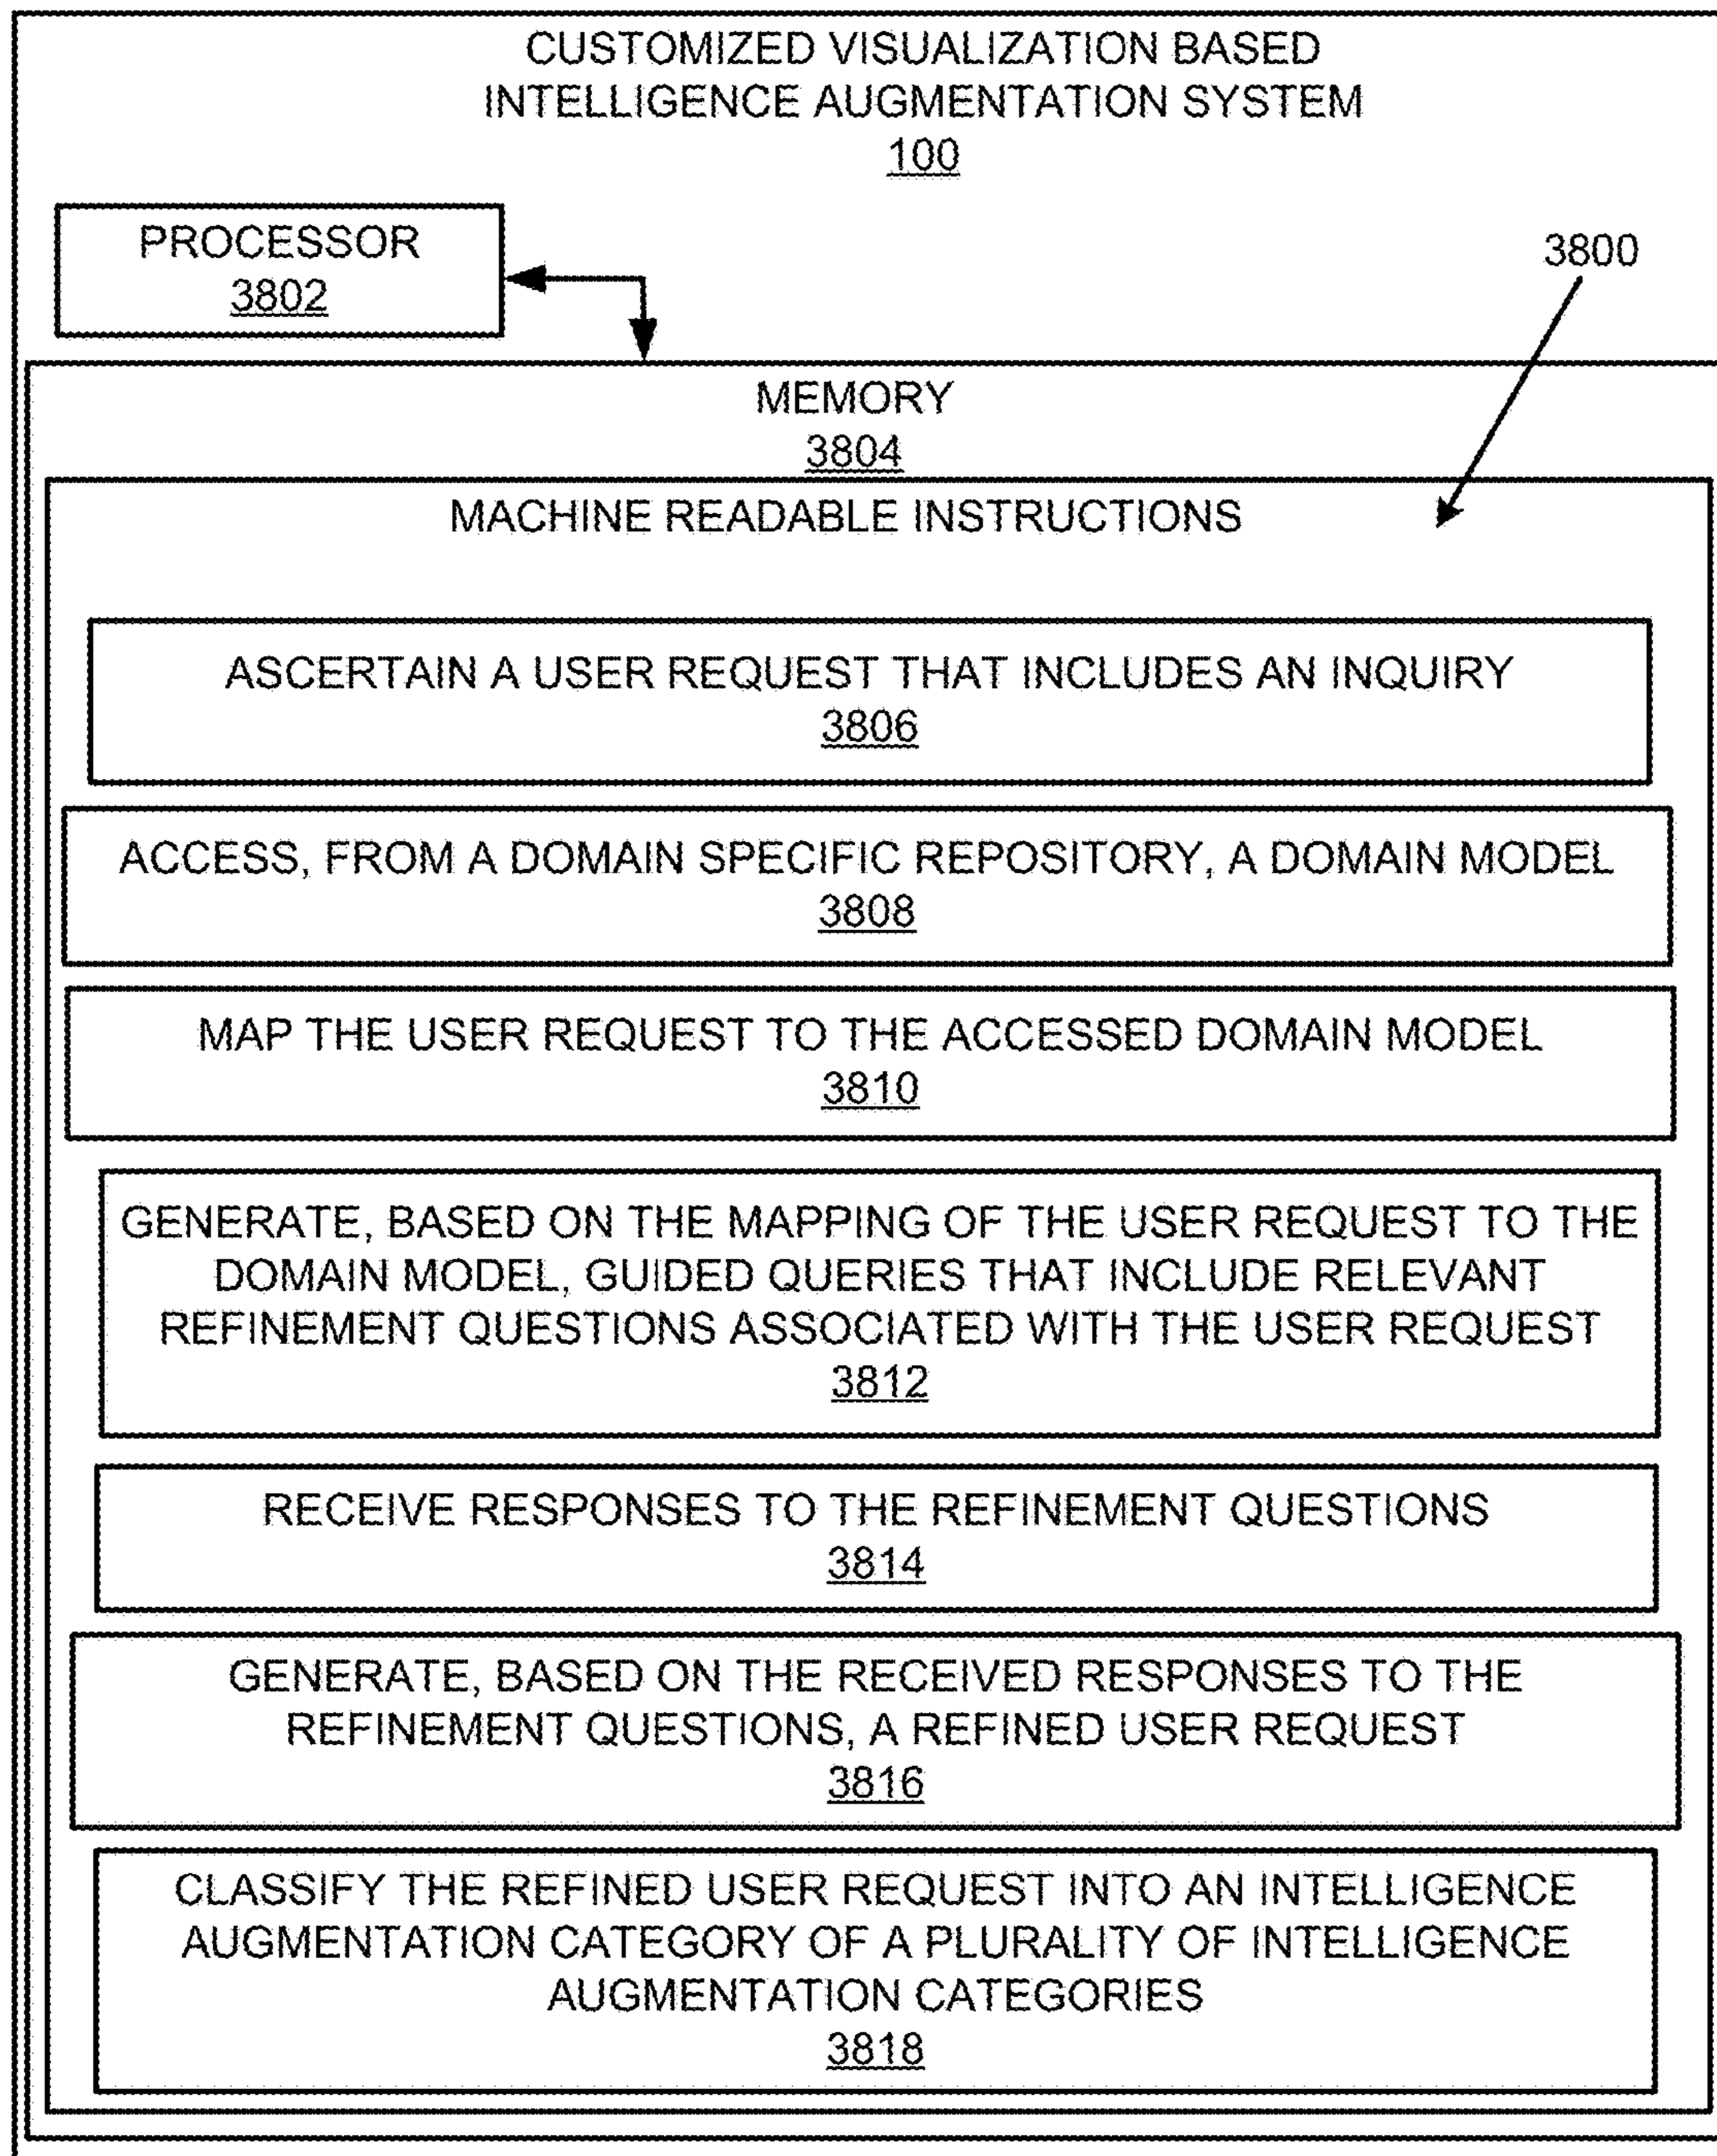 CUSTOMIZED VISUALIZATION BASED
INTELLIGENCE AUGMENTATION SYSTEM
100
PROCESSOR
3802
3800
MEMORY
3804
MACHINE READABLE INSTRUCTIONS
ASCERTAIN A USER REQUEST THAT INCLUDES AN INQUIRY
3806
ACCESS, FROM A DOMAIN SPECIFIC REPOSITORY, A DOMAIN MODEL
3808
MAP THE USER REQUEST TO THE ACCESSED DOMAIN MODEL
3810
GENERATE, BASED ON THE MAPPING OF THE USER REQUEST TO THE
DOMAIN MODEL, GUIDED QUERIES THAT INCLUDE RELEVANT
REFINEMENT QUESTIONS ASSOCIATED WITH THE USER REQUEST
3812
RECEIVE RESPONSES TO THE REFINEMENT QUESTIONS
3814
GENERATE, BASED ON THE RECEIVED RESPONSES TO THE
REFINEMENT QUESTIONS, A REFINED USER REQUEST
3816
CLASSIFY THE REFINED USER REQUEST INTO AN INTELLIGENCE
AUGMENTATION CATEGORY OF A PLURALITY OF INTELLIGENCE
AUGMENTATION CATEGORIES
3818